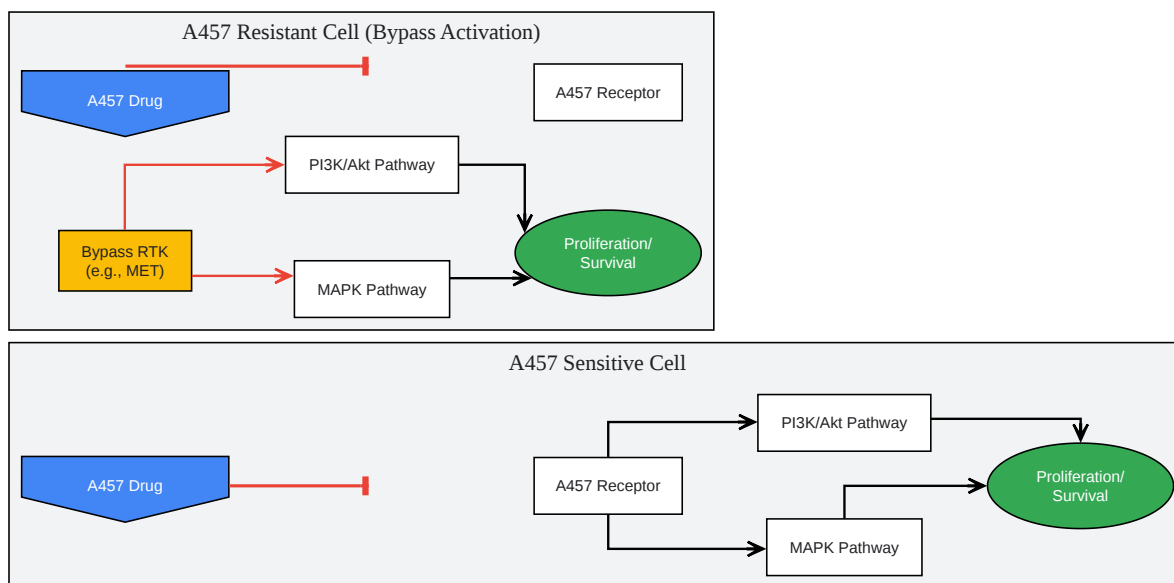 A457 Resistant Cell (Bypass Activation)
A457 Drug
A457 Receptor
PI3K/Akt Pathway
Bypass RTK
(e.g., MET)
MAPK Pathway
Proliferation/
Survival
A457 Sensitive Cell
PI3K/Akt Pathway
A457 Drug
A457 Receptor
Proliferation/
Survival
MAPK Pathway